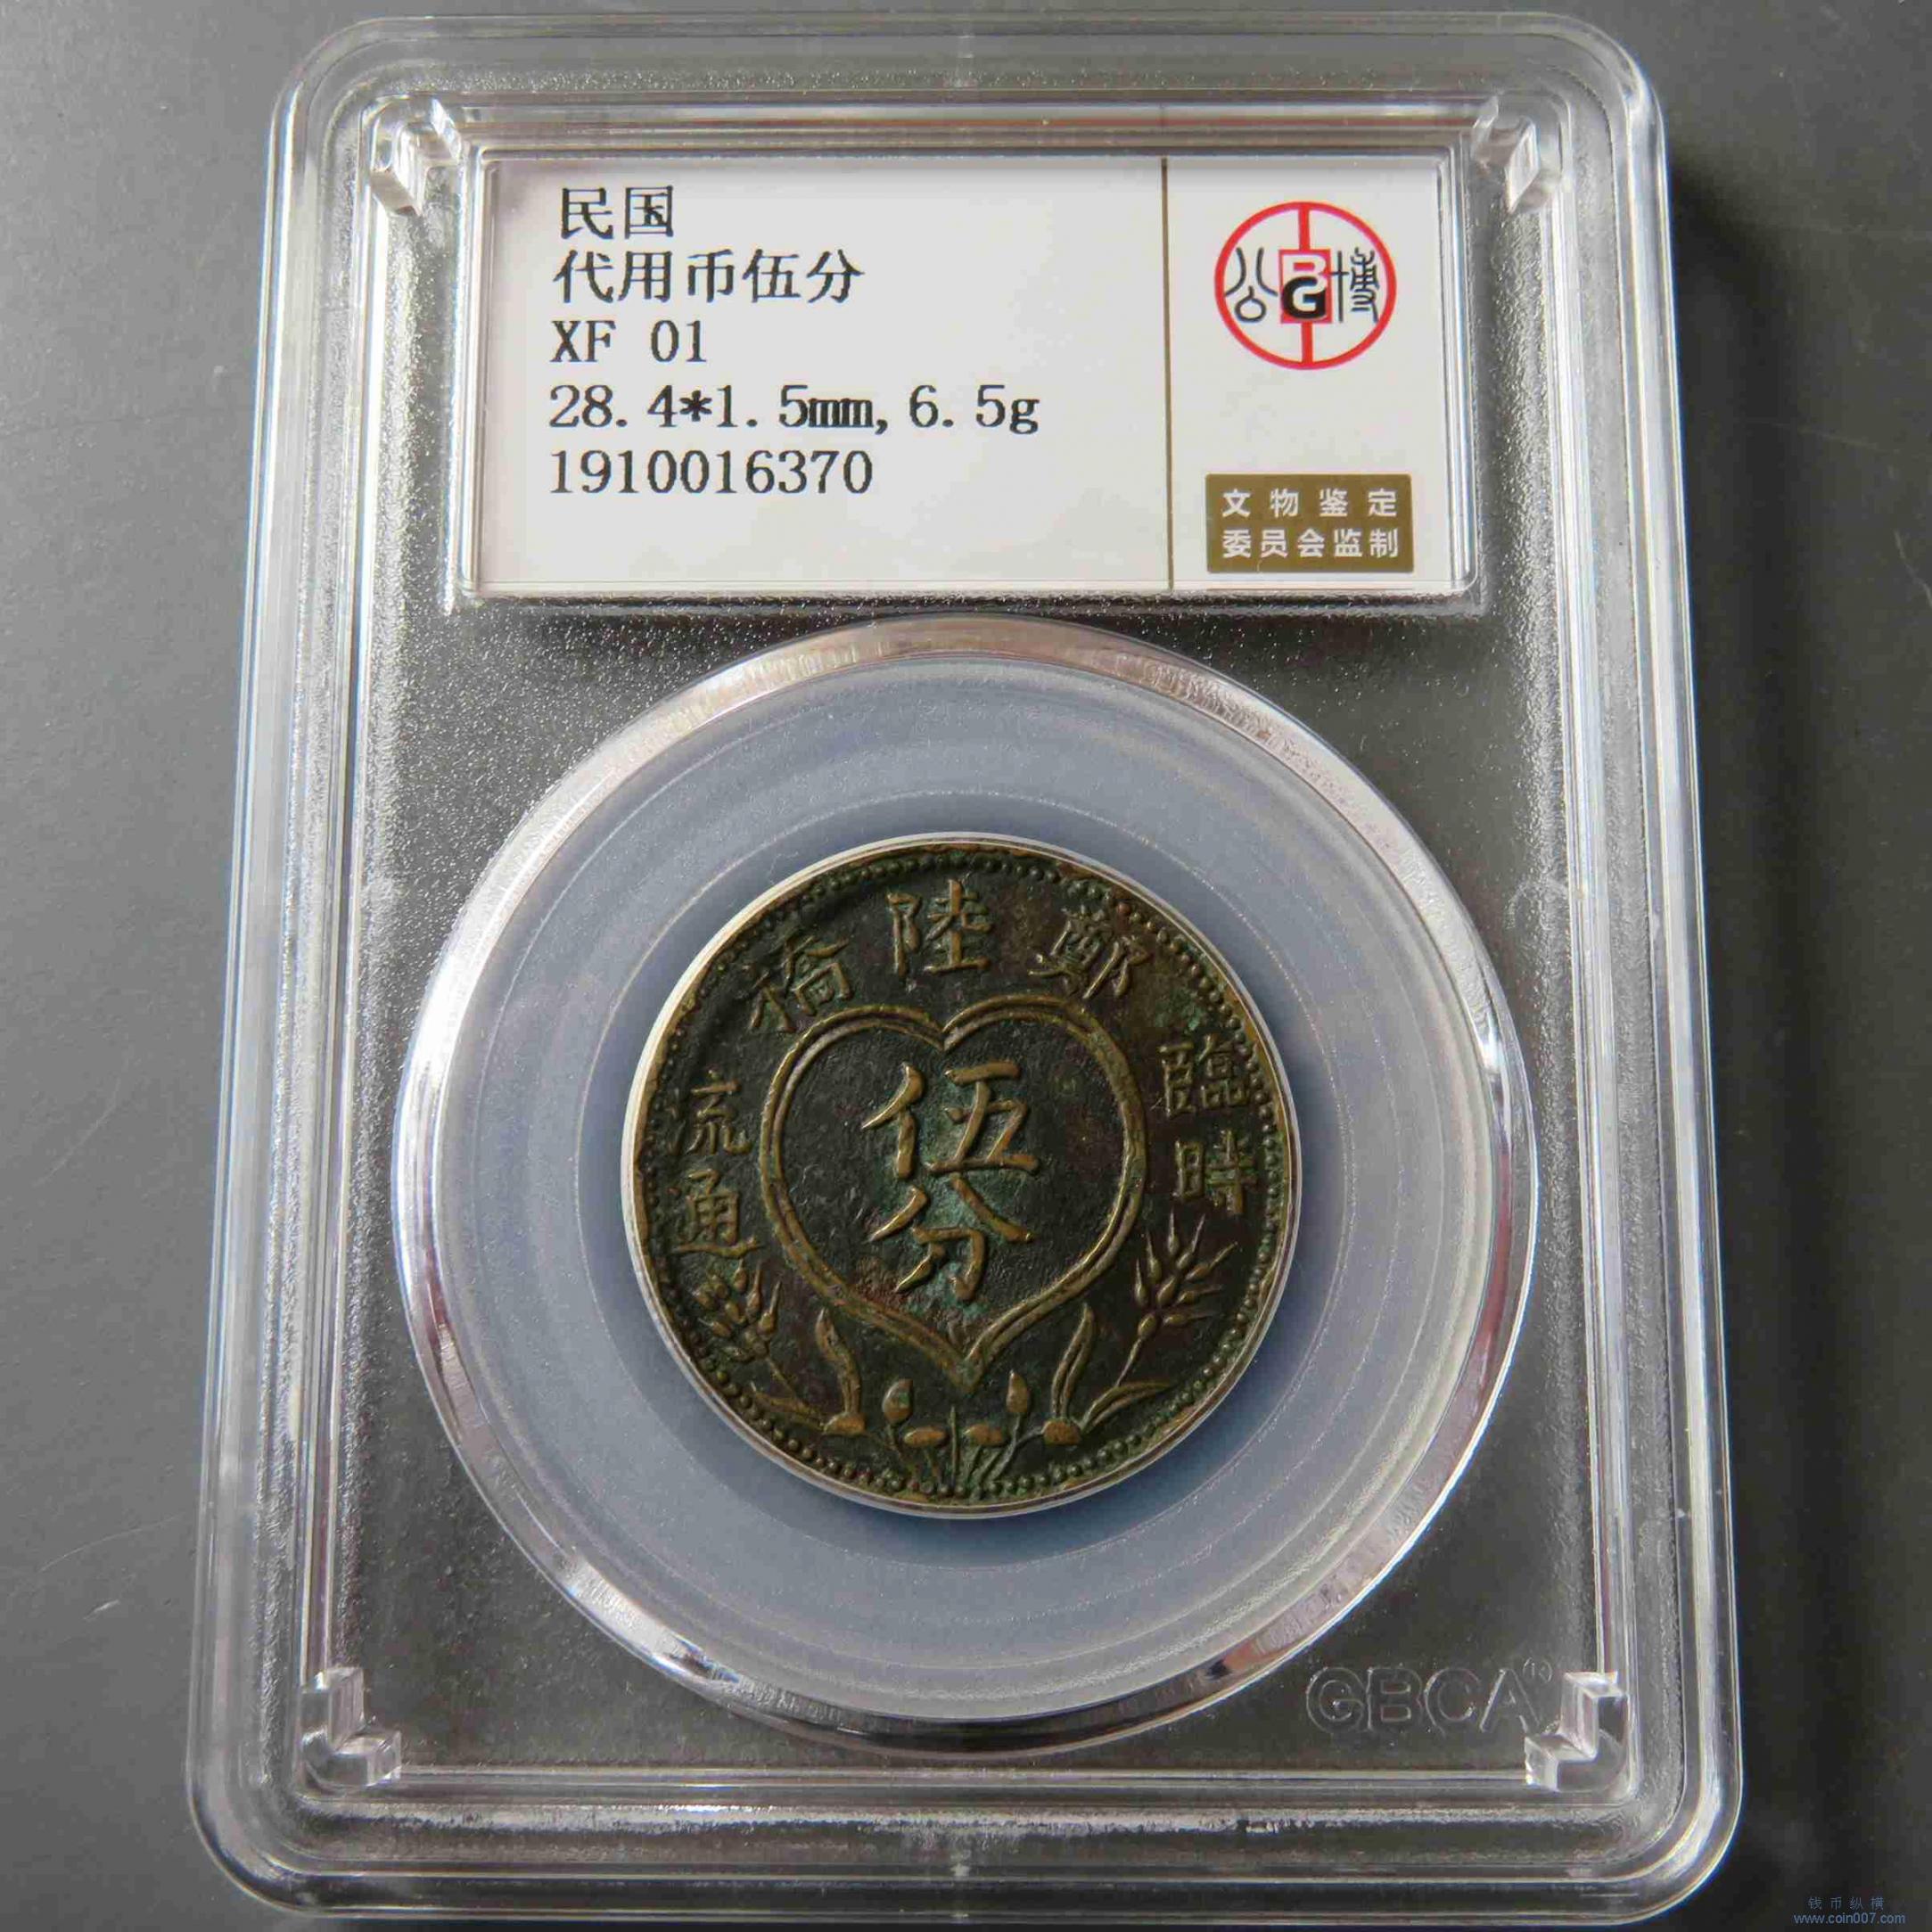 民国
代用币伍分
XF 01
28.4*1.5mm,6.5g
1910016370
公博
BG
文物鉴定
委员会监制
鄭陸橋
臨時
流通
伍分
GBCA
钱币纵横
www.coin007.com